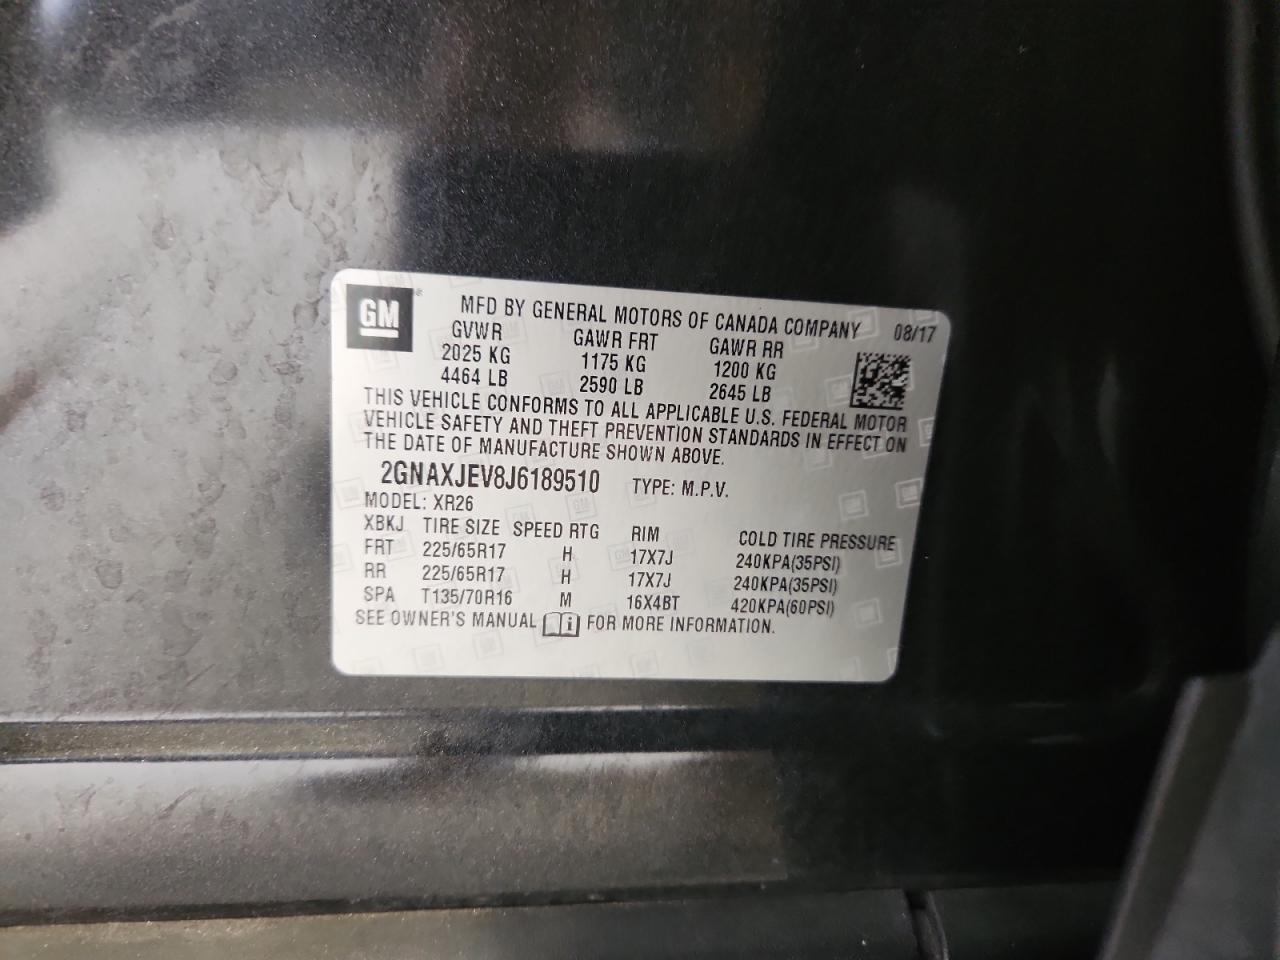 GM
MFD BY GENERAL MOTORS OF CANADA COMPANY 08/17
GVWR GAWR FRT GAWR RR
2025 KG 1175 KG 1200 KG
4464 LB 2590 LB 2645 LB
THIS VEHICLE CONFORMS TO ALL APPLICABLE U.S. FEDERAL MOTOR
VEHICLE SAFETY AND THEFT PREVENTION STANDARDS IN EFFECT ON
THE DATE OF MANUFACTURE SHOWN ABOVE.
2GNAXJEV8J6189510 TYPE: M.P.V.
MODEL: XR26
XBKJ TIRE SIZE SPEED RTG RIM COLD TIRE PRESSURE
FRT 225/65R17 H 17X7J 240KPA(35PSI)
RR 225/65R17 H 17X7J 240KPA(35PSI)
SPA T135/70R16 M 16X4BT 420KPA(60PSI)
SEE OWNER'S MANUAL i FOR MORE INFORMATION.